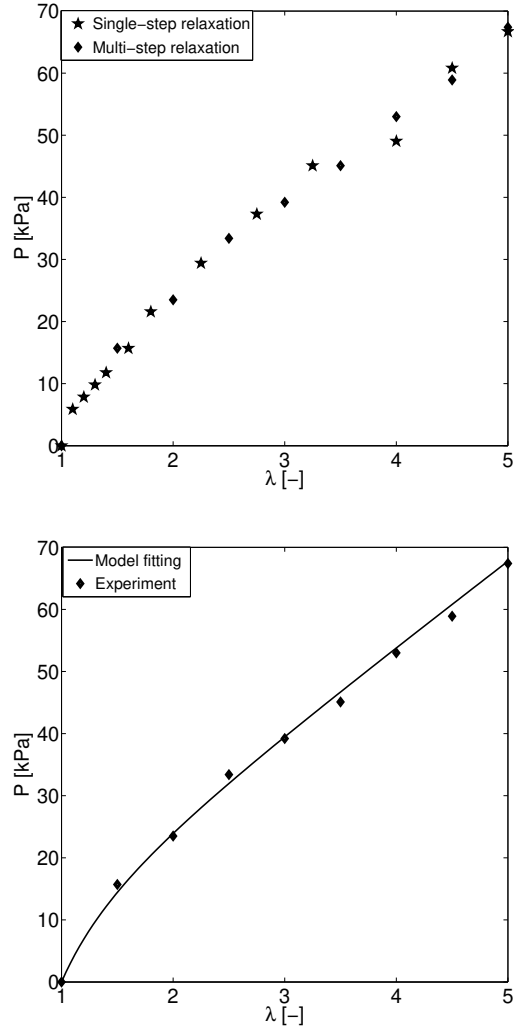 Single−step relaxation
Multi−step relaxation
70
60
50
40
30
20
10
0
P [kPa]
1 2 3 4 5
λ [−]
Model fitting
Experiment
70
60
50
40
30
20
10
0
P [kPa]
1 2 3 4 5
λ [−]